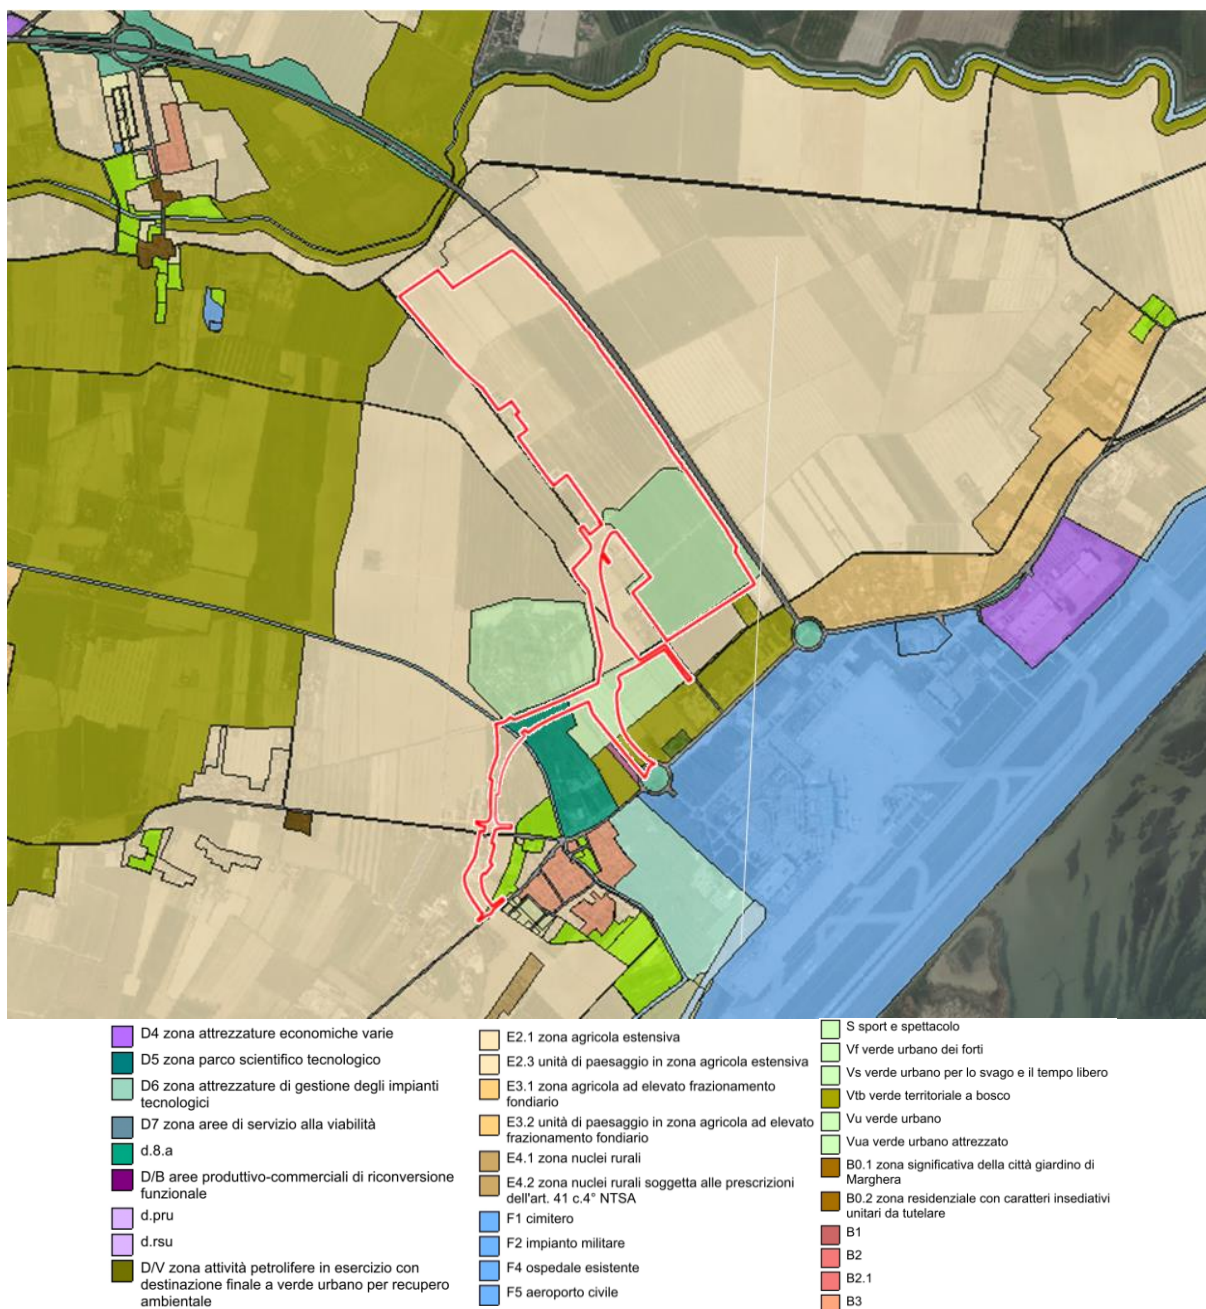 D4 zona attrezzature economiche varie
D5 zona parco scientifico tecnologico
D6 zona attrezzature di gestione degli impianti
tecnologici
D7 zona aree di servizio alla viabilità
d.8.a
D/B aree produttivo-commerciali di riconversione
funzionale
d.pru
d.rsu
D/V zona attività petrolifere in esercizio con
destinazione finale a verde urbano per recupero
ambientale
E2.1 zona agricola estensiva
E2.3 unità di paesaggio in zona agricola estensiva
E3.1 zona agricola ad elevato frazionamento
fondiario
E3.2 unità di paesaggio in zona agricola ad elevato
frazionamento fondiario
E4.1 zona nuclei rurali
E4.2 zona nuclei rurali soggetta alle prescrizioni
dell'art. 41 c.4° NTSA
F1 cimitero
F2 impianto militare
F4 ospedale esistente
F5 aeroporto civile
S sport e spettacolo
Vf verde urbano dei forti
Vs verde urbano per lo svago e il tempo libero
Vtb verde territoriale a bosco
Vu verde urbano
Vua verde urbano attrezzato
B0.1 zona significativa della città giardino di
Marghera
B0.2 zona residenziale con caratteri insediativi
unitari da tutelare
B1
B2
B2.1
B3